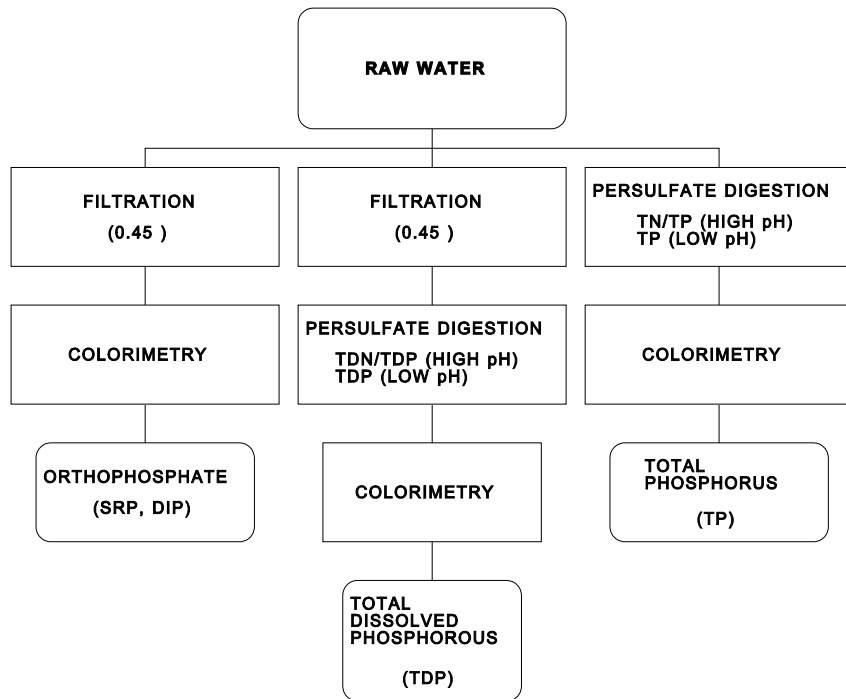 RAW WATER
FILTRATION
(0.45 )
COLORIMETRY
ORTHOPHOSPHATE
(SRP, DIP)
FILTRATION
(0.45 )
PERSULFATE DIGESTION
TDN/TDP (HIGH pH)
TDP (LOW pH)
COLORIMETRY
TOTAL
DISSOLVED
PHOSPHOROUS
(TDP)
PERSULFATE DIGESTION
TN/TP (HIGH pH)
TP (LOW pH)
COLORIMETRY
TOTAL
PHOSPHORUS
(TP)